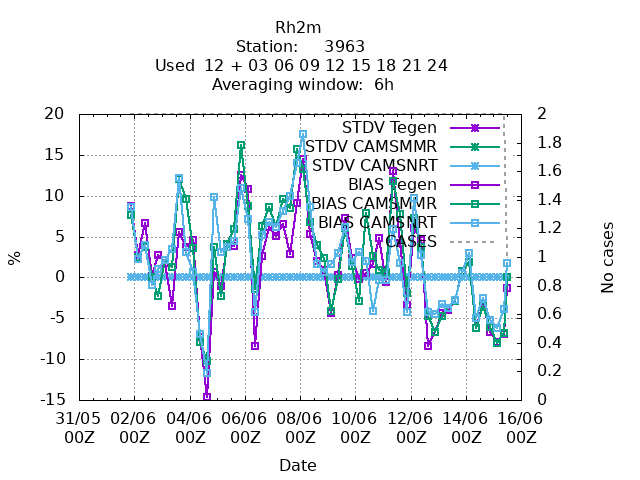 Rh2m
Station: 3963
Used 12 + 03 06 09 12 15 18 21 24
Averaging window: 6h
20
15
10
5
0
-5
-10
-15
%
2
1.8
1.6
1.4
1.2
1
0.8
0.6
0.4
0.2
0
No cases
STDV Tegen
STDV CAMSMMR
STDV CAMSNRT
BIAS Tegen
BIAS CAMSMMR
BIAS CAMSNRT
CASES
31/05 02/06 04/06 06/06 08/06 10/06 12/06 14/06 16/06
00Z 00Z 00Z 00Z 00Z 00Z 00Z 00Z 00Z
Date